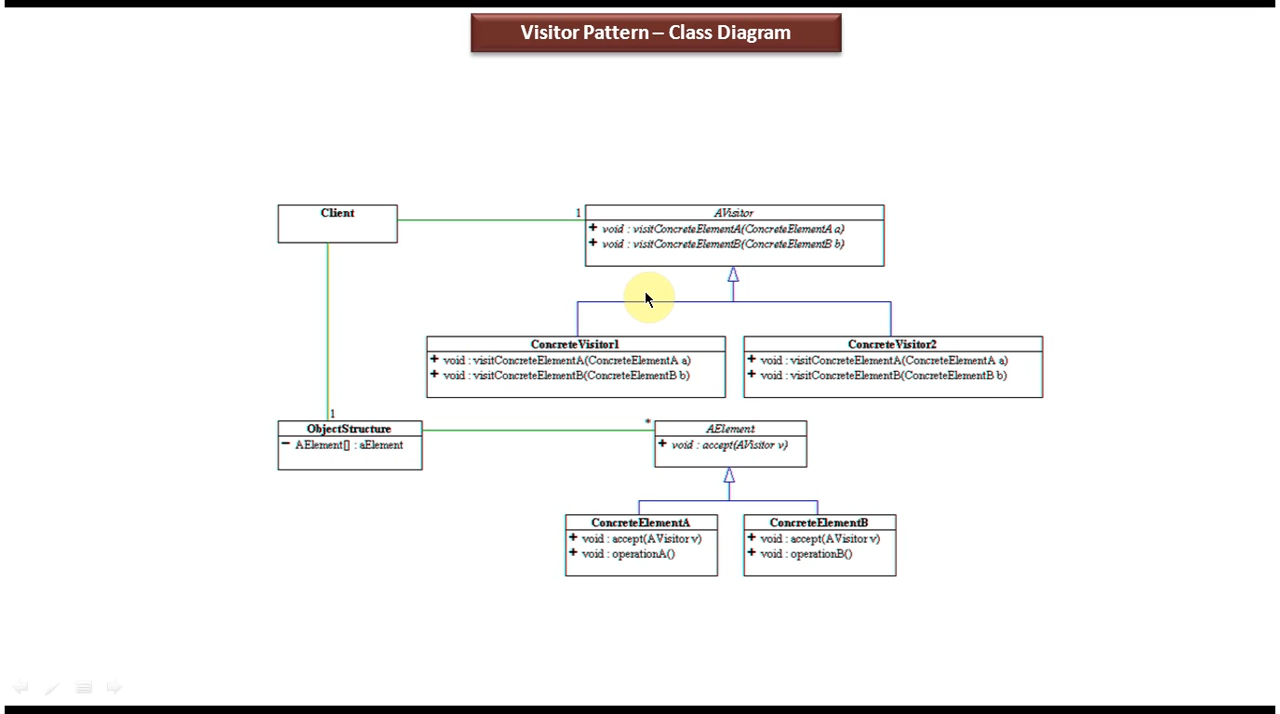 Visitor Pattern – Class Diagram
Client
1
AVisitor
+ void : visitConcreteElementA(ConcreteElementA a)
+ void : visitConcreteElementB(ConcreteElementB b)
ConcreteVisitor1
+ void : visitConcreteElementA(ConcreteElementA a)
+ void : visitConcreteElementB(ConcreteElementB b)
ConcreteVisitor2
+ void : visitConcreteElementA(ConcreteElementA a)
+ void : visitConcreteElementB(ConcreteElementB b)
1
ObjectStructure
- AElement[] : aElement
*
AElement
+ void : accept(AVisitor v)
ConcreteElementA
+ void : accept(AVisitor v)
+ void : operationA()
ConcreteElementB
+ void : accept(AVisitor v)
+ void : operationB()